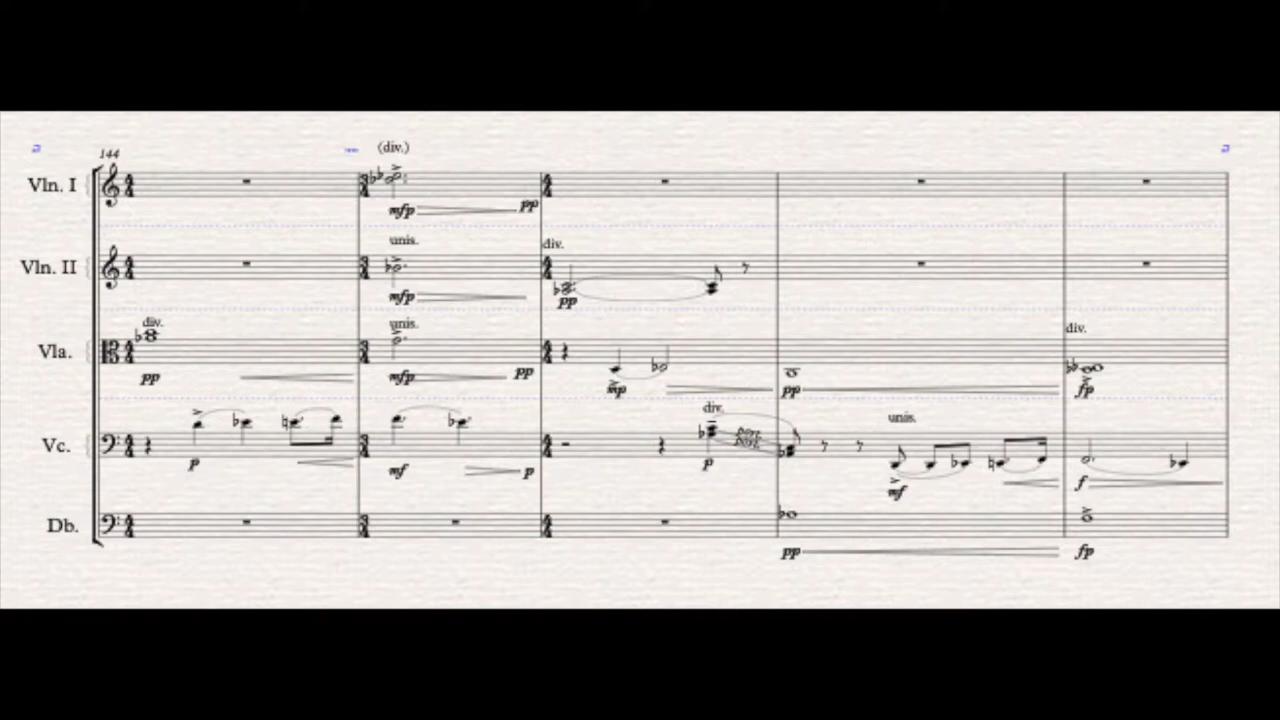 144
(div.)
Vln. I
mfp pp
unis. div.
Vln. II
mfp pp
div. unis. div.
Vla.
pp mfp pp mp pp fp
div. unis.
Vc.
p mf p p mf f
Db.
pp fp